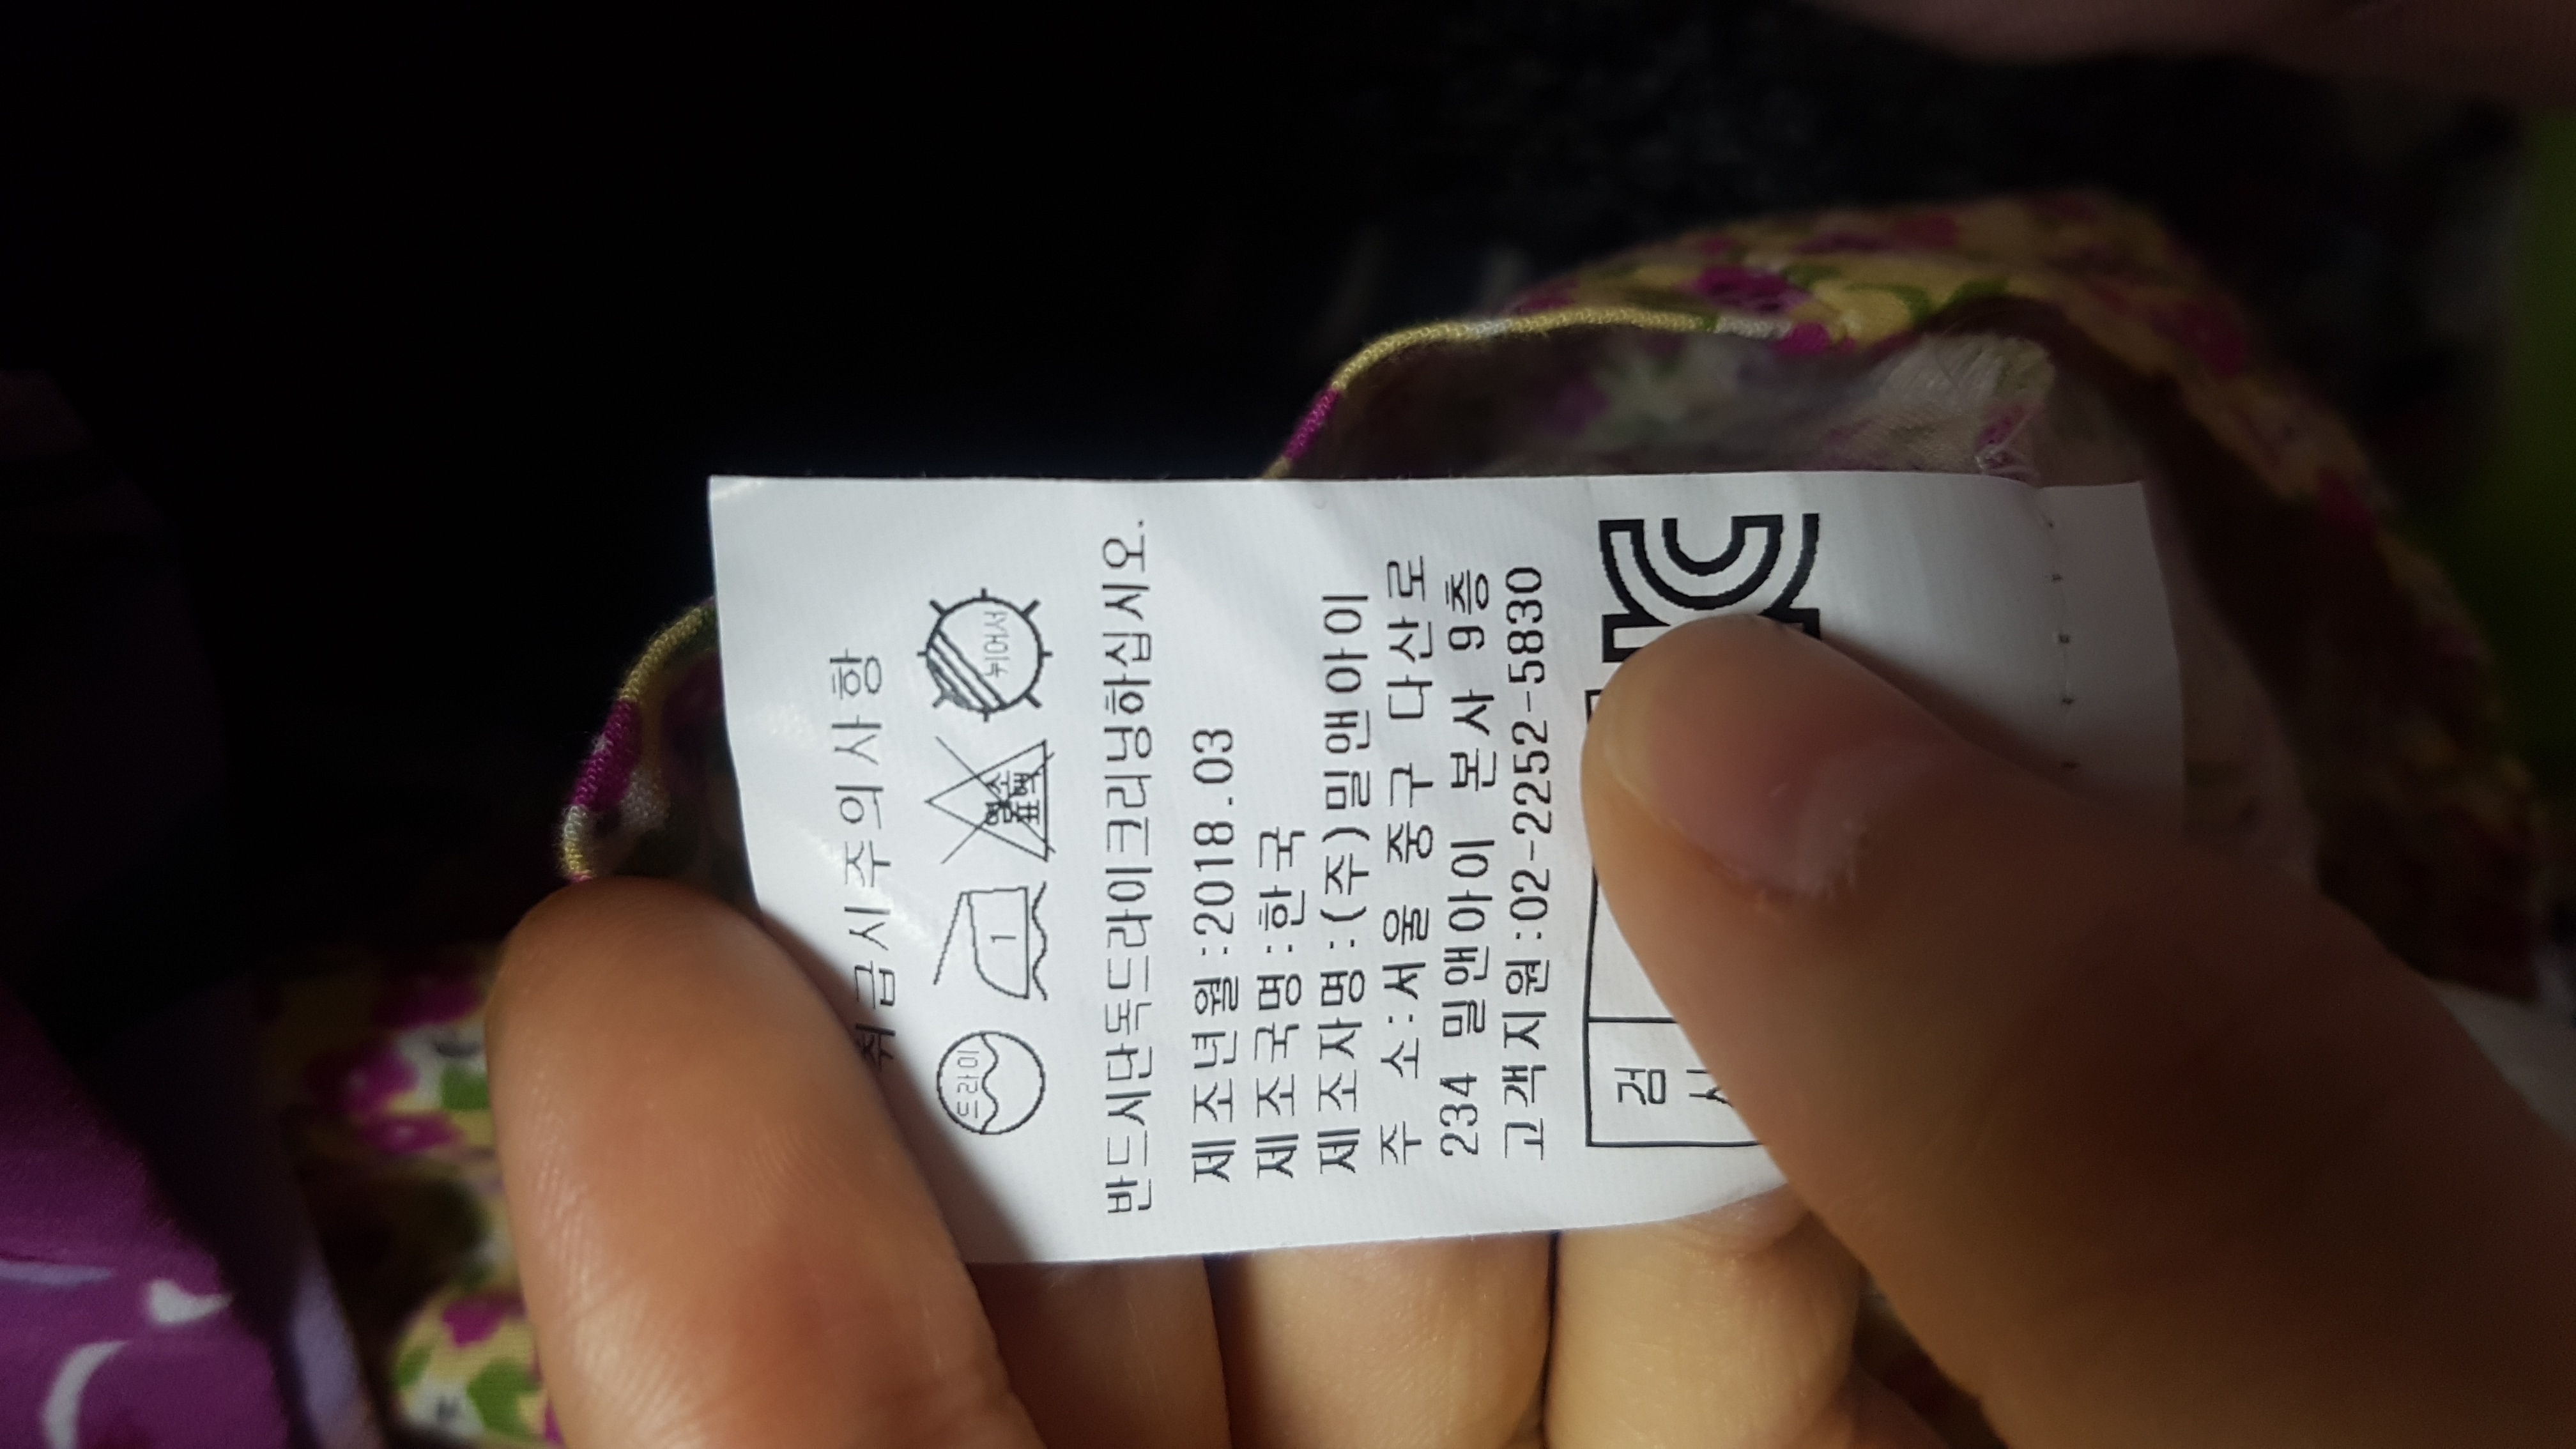 취급시주의사항
드라이
1
염소
표백
뉘어서
반드시단독드라이크리닝하십시오.
제조년월:2018.03
제조국명:한국
제조자명:(주)밀앤아이
주 소:서울 중구 다산로
234 밀앤아이 본사 9층
고객지원:02-2252-5830
검
KC